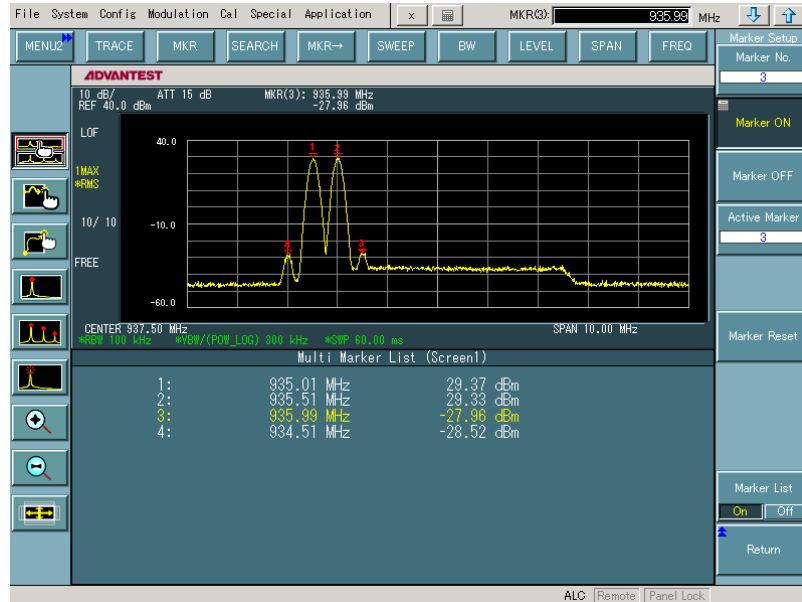 File System Config Modulation Cal Special Application x MKR(3): 935.99 MHz
MENU2 TRACE MKR SEARCH MKR→ SWEEP BW LEVEL SPAN FREQ
Marker Setup
Marker No.
3
Marker ON
Marker OFF
Active Marker
3
Marker Reset
Marker List
On Off
Return
ADVANTEST
10 dB/ ATT 15 dB MKR(3): 935.99 MHz
REF 40.0 dBm -27.96 dBm
LOF
1MAX
*RMS
10/ 10
FREE
40.0
-10.0
-60.0
1 2
4 3
CENTER 937.50 MHz SPAN 10.00 MHz
*RBW 100 kHz *VBW/(POW_LOG) 300 kHz *SWP 60.00 ms
Multi Marker List (Screen1)
1: 935.01 MHz 29.37 dBm
2: 935.51 MHz 29.33 dBm
3: 935.99 MHz -27.96 dBm
4: 934.51 MHz -28.52 dBm
ALC Remote Panel Lock